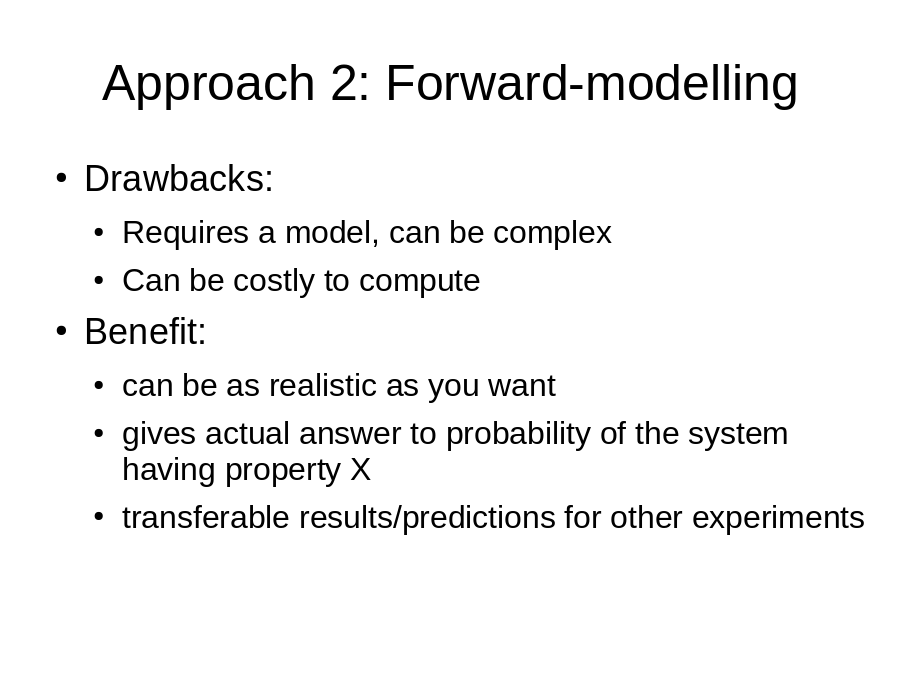 Approach 2: Forward-modelling
• Drawbacks:
• Requires a model, can be complex
• Can be costly to compute
• Benefit:
• can be as realistic as you want
• gives actual answer to probability of the system
having property X
• transferable results/predictions for other experiments